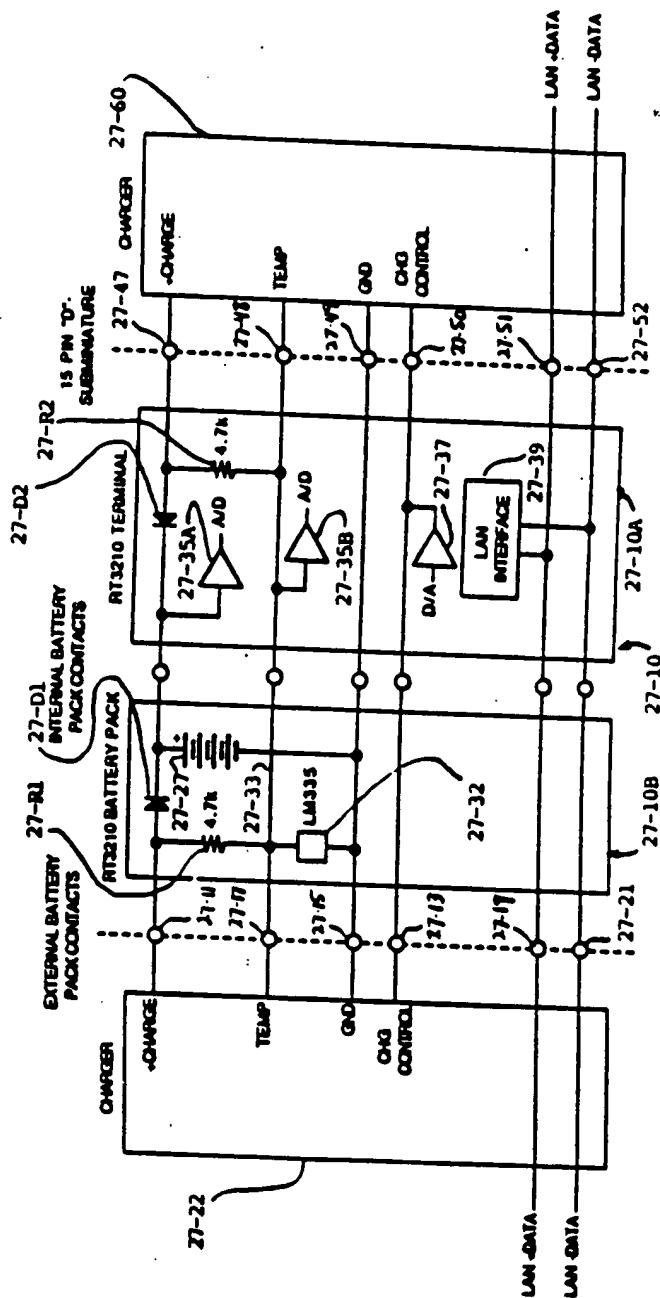 27-60
CHARGER
+CHARGE
TEMP
GND
CHG
CONTROL
LAN +DATA
LAN -DATA
15 PIN "D"-
SUBMINIATURE
27-47
27-48
27-49
27-50
27-51
27-52
27-R2
27-D2
RT3210 TERMINAL
4.7k
A/D
27-35A
A/D
27-35B
D/A
27-37
LAN
INTERFACE
27-39
27-10A
27-10
INTERNAL BATTERY
PACK CONTACTS
27-D1
27-R1
RT3210 BATTERY PACK
27-27
+
4.7k
27-33
LM335
27-32
27-10B
EXTERNAL BATTERY
PACK CONTACTS
27-11
27-17
27-15
27-13
27-19
27-21
CHARGER
+CHARGE
TEMP
GND
CHG
CONTROL
27-22
LAN +DATA
LAN -DATA